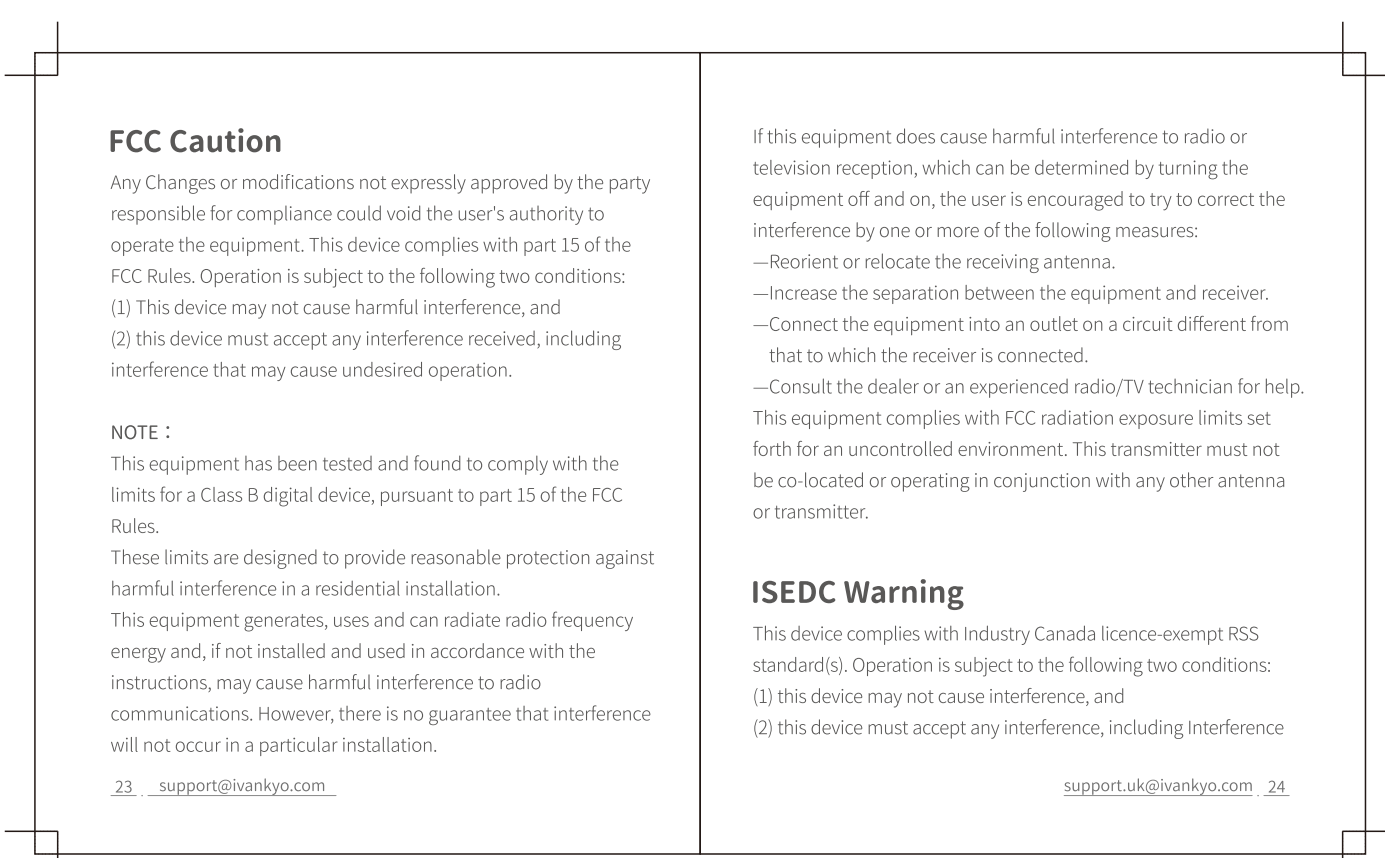 FCC Caution
Any Changes or modifications not expressly approved by the party
responsible for compliance could void the user's authority to
operate the equipment. This device complies with part 15 of the
FCC Rules. Operation is subject to the following two conditions:
(1) This device may not cause harmful interference, and
(2) this device must accept any interference received, including
interference that may cause undesired operation.
NOTE：
This equipment has been tested and found to comply with the
limits for a Class B digital device, pursuant to part 15 of the FCC
Rules.
These limits are designed to provide reasonable protection against
harmful interference in a residential installation.
This equipment generates, uses and can radiate radio frequency
energy and, if not installed and used in accordance with the
instructions, may cause harmful interference to radio
communications. However, there is no guarantee that interference
will not occur in a particular installation.
23 support@ivankyo.com
If this equipment does cause harmful interference to radio or
television reception, which can be determined by turning the
equipment off and on, the user is encouraged to try to correct the
interference by one or more of the following measures:
—Reorient or relocate the receiving antenna.
—Increase the separation between the equipment and receiver.
—Connect the equipment into an outlet on a circuit different from
that to which the receiver is connected.
—Consult the dealer or an experienced radio/TV technician for help.
This equipment complies with FCC radiation exposure limits set
forth for an uncontrolled environment. This transmitter must not
be co-located or operating in conjunction with any other antenna
or transmitter.
ISEDC Warning
This device complies with Industry Canada licence-exempt RSS
standard(s). Operation is subject to the following two conditions:
(1) this device may not cause interference, and
(2) this device must accept any interference, including Interference
support.uk@ivankyo.com 24